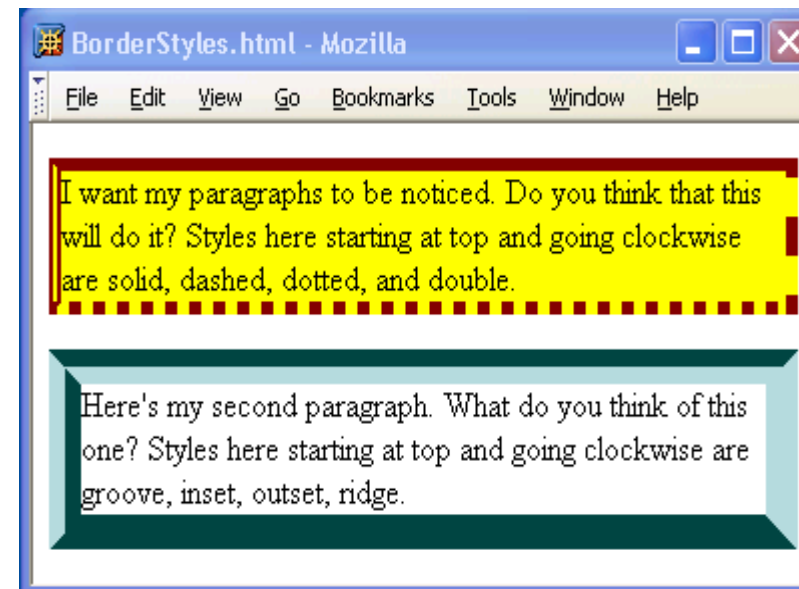 BorderStyles.html - Mozilla
File Edit View Go Bookmarks Tools Window Help
I want my paragraphs to be noticed. Do you think that this
will do it? Styles here starting at top and going clockwise
are solid, dashed, dotted, and double.
Here's my second paragraph. What do you think of this
one? Styles here starting at top and going clockwise are
groove, inset, outset, ridge.